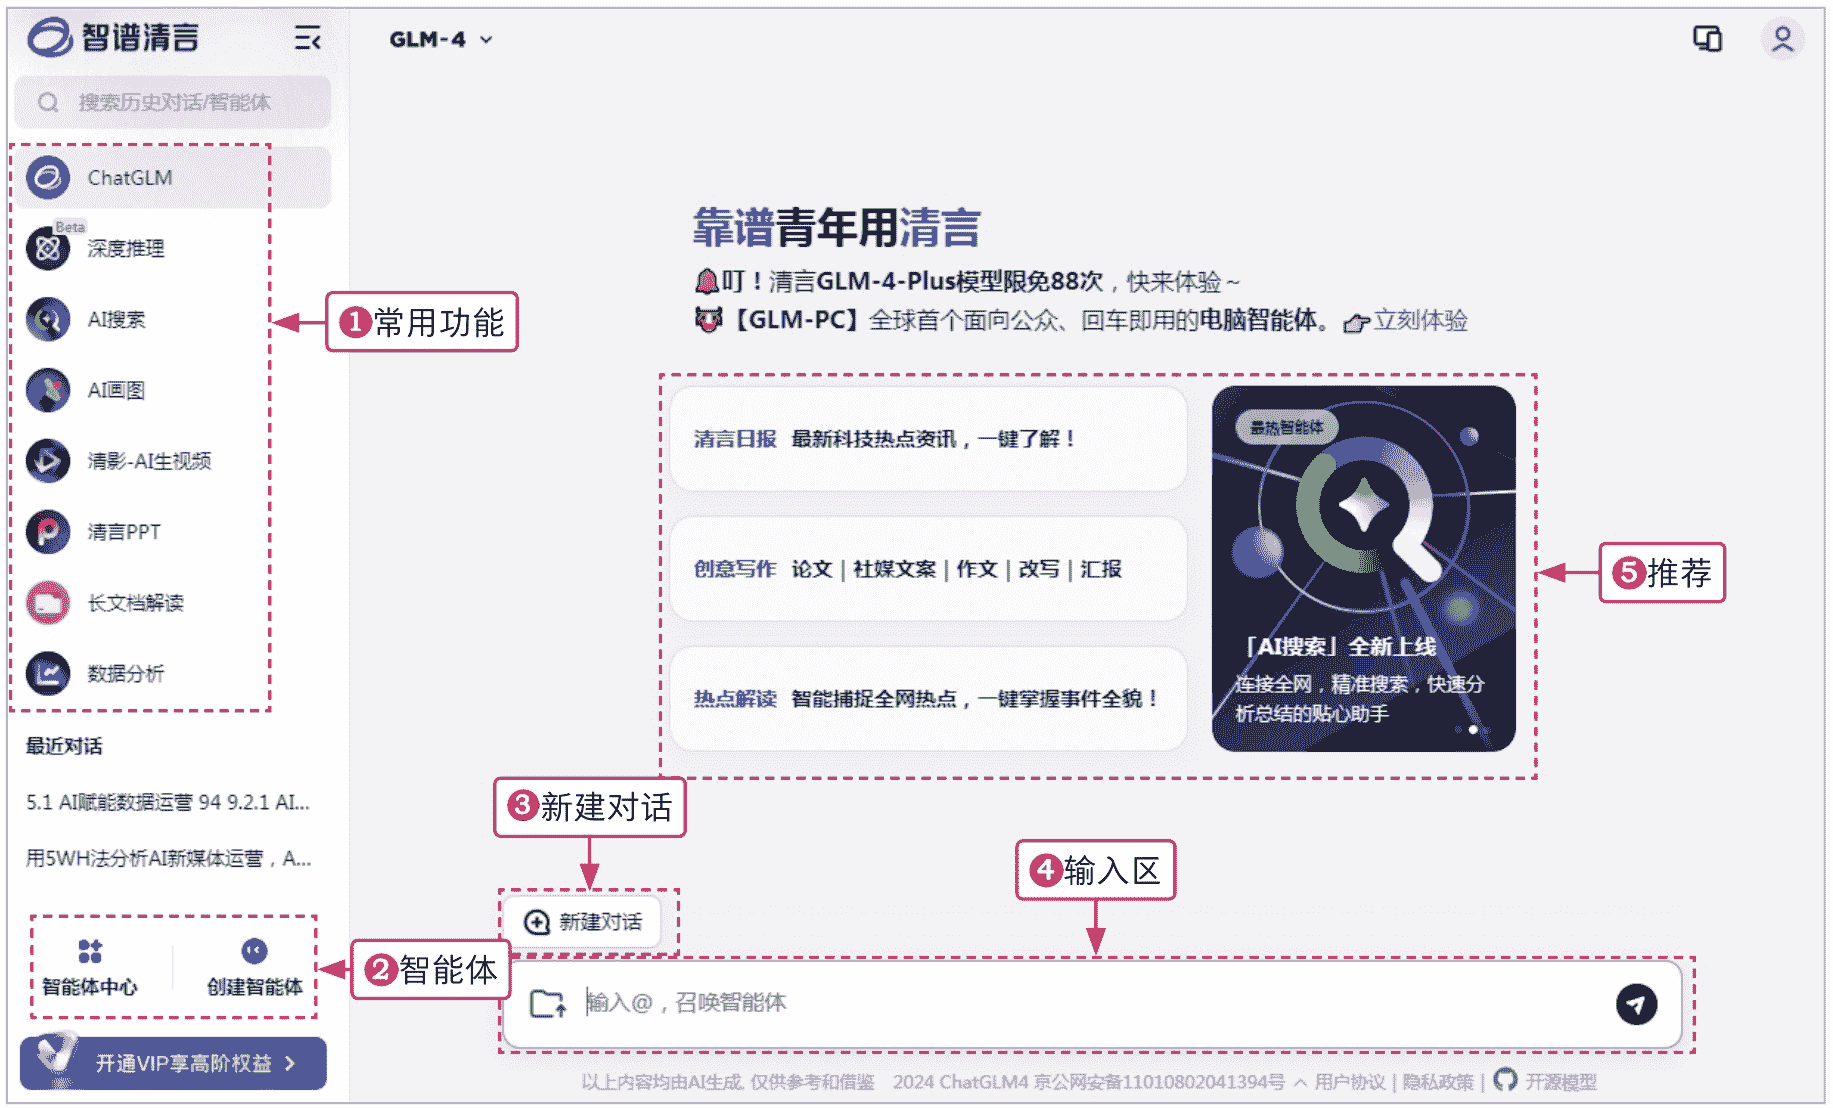 智谱清言
搜索历史对话/智能体
ChatGLM
Beta
深度推理
AI搜索
AI画图
清影-AI生视频
清言PPT
长文档解读
数据分析
❶常用功能
最近对话
5.1 AI赋能数据运营 94 9.2.1 AI...
用5WH法分析AI新媒体运营，A...
智能体中心
创建智能体
❷智能体
开通VIP享高阶权益
GLM-4
靠谱青年用清言
叮！清言GLM-4-Plus模型限免88次，快来体验～
【GLM-PC】全球首个面向公众、回车即用的电脑智能体。 立刻体验
清言日报 最新科技热点资讯，一键了解！
创意写作 论文 | 社媒文案 | 作文 | 改写 | 汇报
热点解读 智能捕捉全网热点，一键掌握事件全貌！
最热智能体
「AI搜索」全新上线
连接全网，精准搜索，快速分
析总结的贴心助手
❺推荐
❸新建对话
新建对话
❹输入区
输入@，召唤智能体
以上内容均由AI生成, 仅供参考和借鉴 2024 ChatGLM4 京公网安备11010802041394号 用户协议 | 隐私政策 | 开源模型